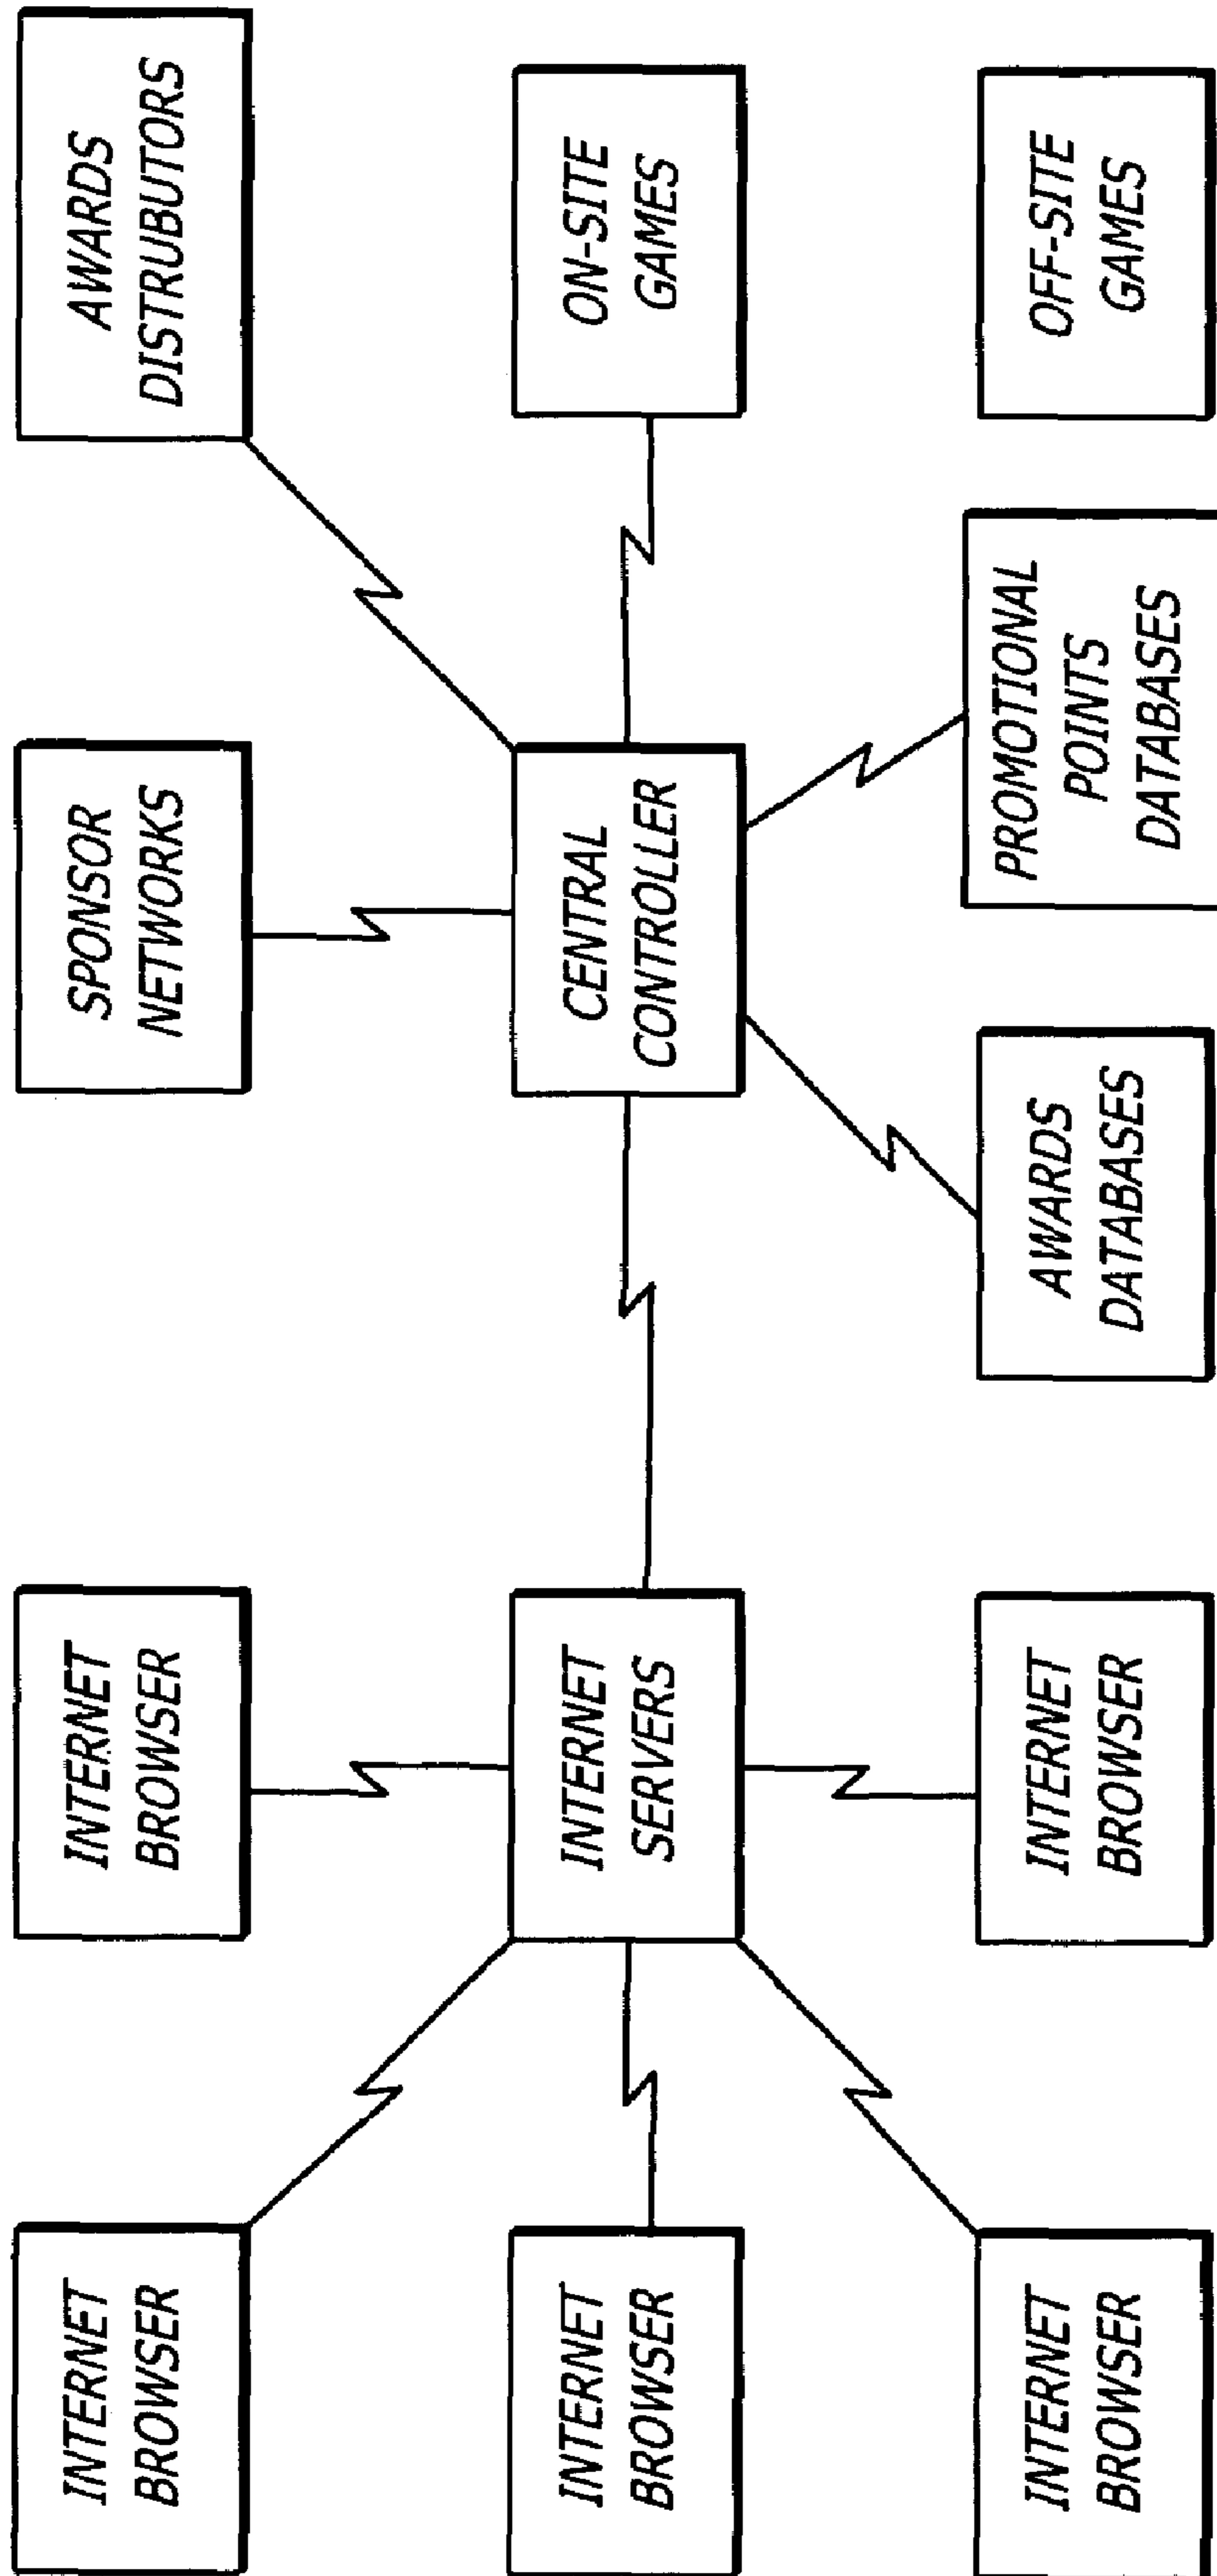 INTERNET
BROWSER
INTERNET
BROWSER
SPONSOR
NETWORKS
AWARDS
DISTRUBUTORS
INTERNET
BROWSER
INTERNET
SERVERS
CENTRAL
CONTROLLER
ON-SITE
GAMES
INTERNET
BROWSER
INTERNET
BROWSER
AWARDS
DATABASES
PROMOTIONAL
POINTS
DATABASES
OFF-SITE
GAMES